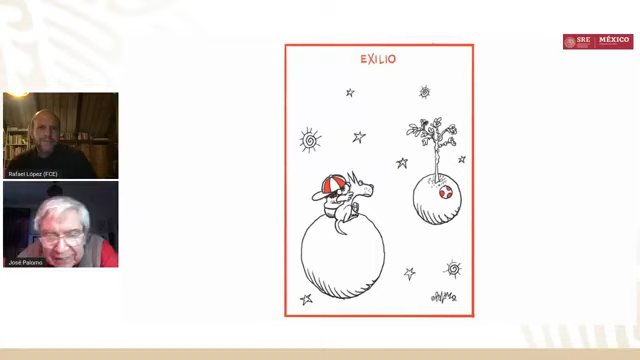 SRE
MÉXICO
EXILIO
Rafael López (FCE)
José Palomo